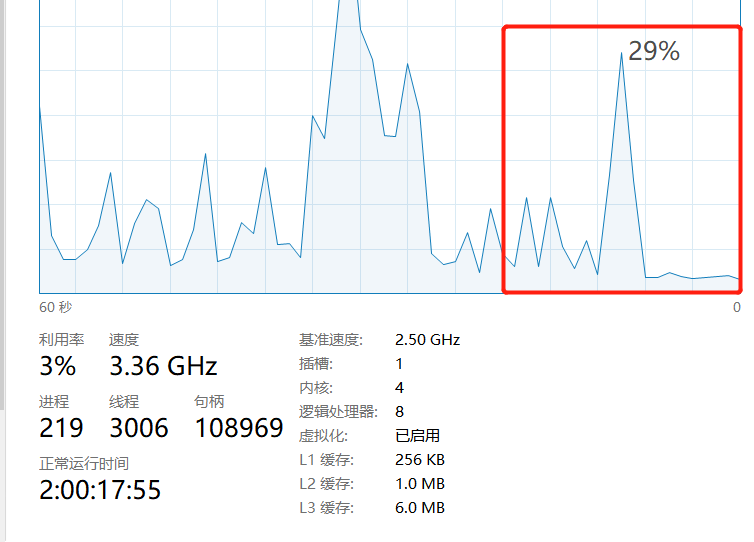 29%
60 秒 0
利用率 速度 基准速度: 2.50 GHz
3% 3.36 GHz 插槽: 1
内核: 4
进程 线程 句柄 逻辑处理器: 8
219 3006 108969 虚拟化: 已启用
正常运行时间 L1 缓存: 256 KB
2:00:17:55 L2 缓存: 1.0 MB
L3 缓存: 6.0 MB